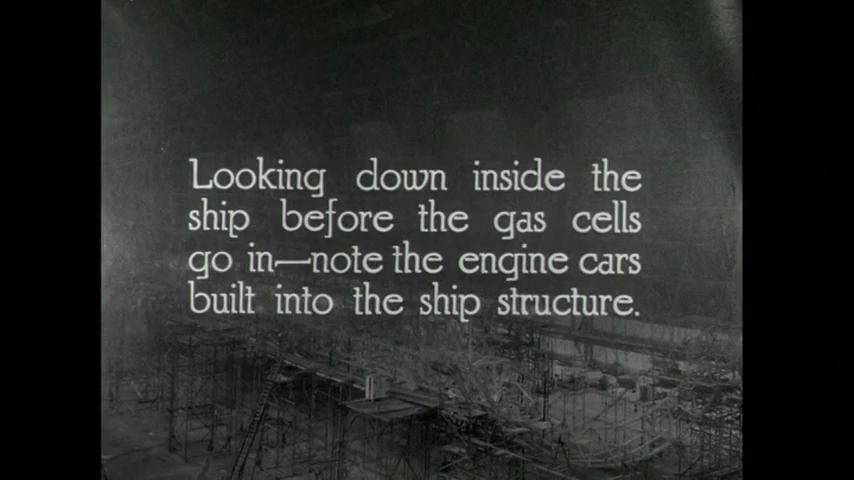 Looking down inside the
ship before the gas cells
go in—note the engine cars
built into the ship structure.